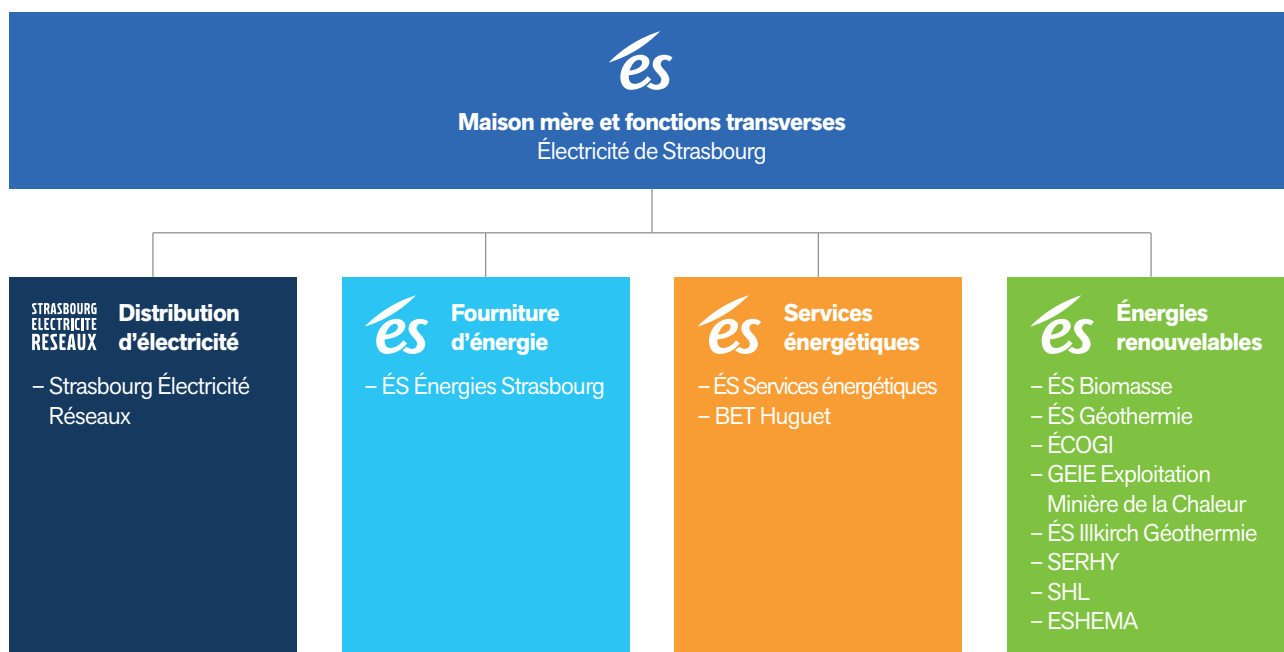 és
Maison mère et fonctions transverses
Électricité de Strasbourg
STRASBOURG
ELECTRICITE
RESEAUX
Distribution
d’électricité
– Strasbourg Électricité
Réseaux
és
Fourniture
d’énergie
– ÉS Énergies Strasbourg
és
Services
énergétiques
– ÉS Services énergétiques
– BET Huguet
és
Énergies
renouvelables
– ÉS Biomasse
– ÉS Géothermie
– ÉCOGI
– GEIE Exploitation
Minière de la Chaleur
– ÉS Illkirch Géothermie
– SERHY
– SHL
– ESHEMA